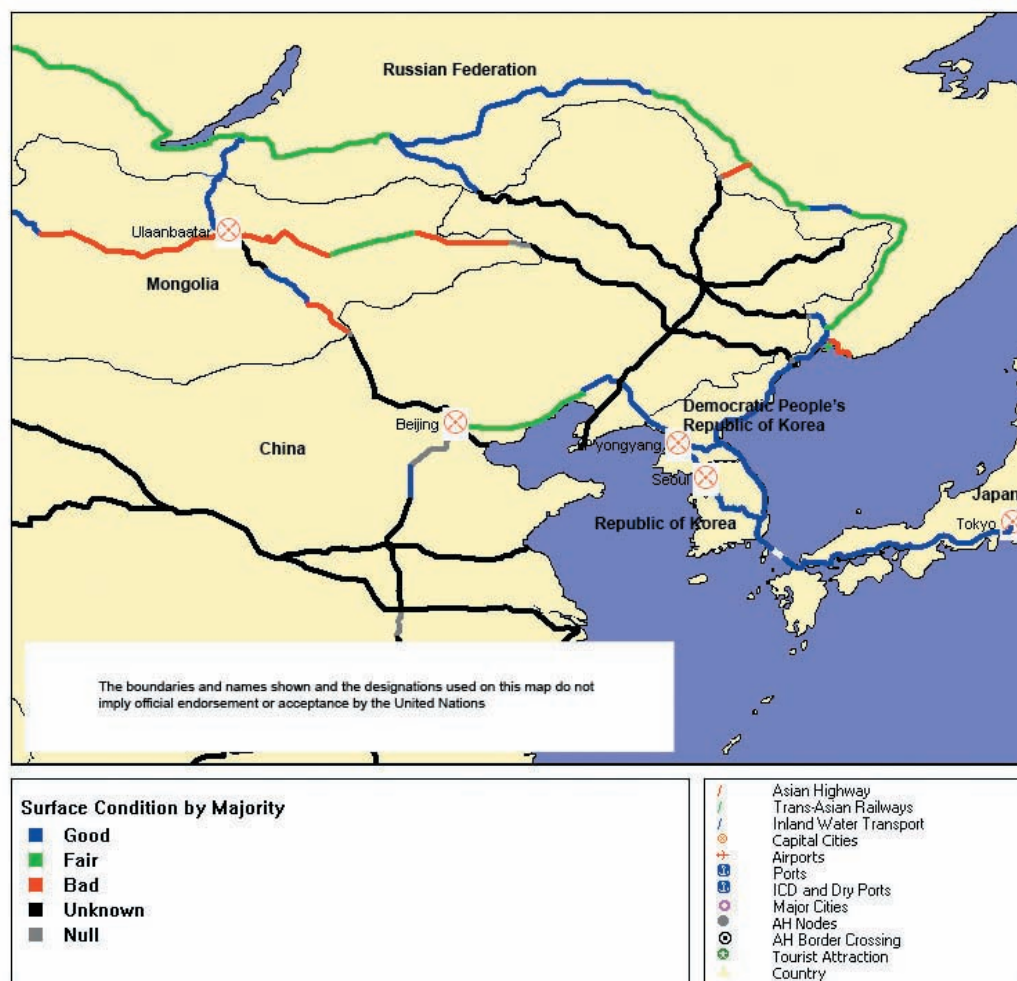 Russian Federation
Ulaanbaatar
Mongolia
Beijing
Democratic People's
Republic of Korea
Pyongyang
China
Seoul
Japan
Republic of Korea
Tokyo
The boundaries and names shown and the designations used on this map do not
imply official endorsement or acceptance by the United Nations
Surface Condition by Majority
Good
Fair
Bad
Unknown
Null
Asian Highway
Trans-Asian Railways
Inland Water Transport
Capital Cities
Airports
Ports
ICD and Dry Ports
Major Cities
AH Nodes
AH Border Crossing
Tourist Attraction
Country